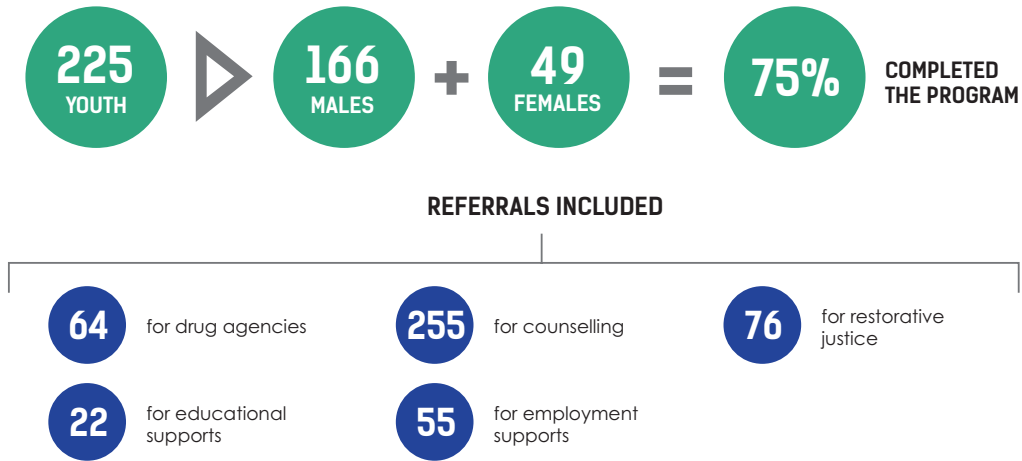 225
YOUTH
166
MALES
+
49
FEMALES
=
75%
COMPLETED
THE PROGRAM
REFERRALS INCLUDED
64
for drug agencies
255
for counselling
76
for restorative
justice
22
for educational
supports
55
for employment
supports